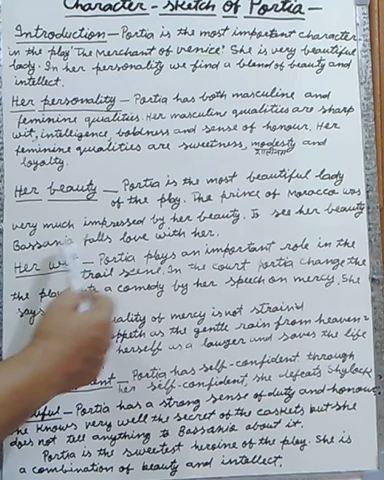 Character-Sketch of Portia-
Introduction- Portia is the most important character
in the play 'The Merchant of venice' She is very beautiful
lady. In her personality we find a blend of beauty and
intellect.
Her personality - Portia has both masculine and
feminine qualities. Her masculine qualities are sharp
wit, intelligence, boldness and sense of honour. Her
feminine qualities are sweetness, modesty and
loyalty.
Her beauty - Portia is the most beautiful lady
of the play. The prince of Morocco was
very much impressed by her beauty. To see her beauty
Bassanio falls love with her.
Her wit - Portia plays an important role in the
trail scene. In the court portia change the
the play a comody by her speech on mercy. She
says
quality of mercy is not strain'd
as the gentle rain from heaven"
herself as a lawyer and saves the life
Portia has self-confident through
her self-confident, she defeats Shylock.
Portia has a strong sense of duty and honour.
he knows very well the secret of the caskets but she
does not tell anything to Bassanio about it.
Portia is the sweetest heroine of the play. She is
a combination of beauty and intellect.